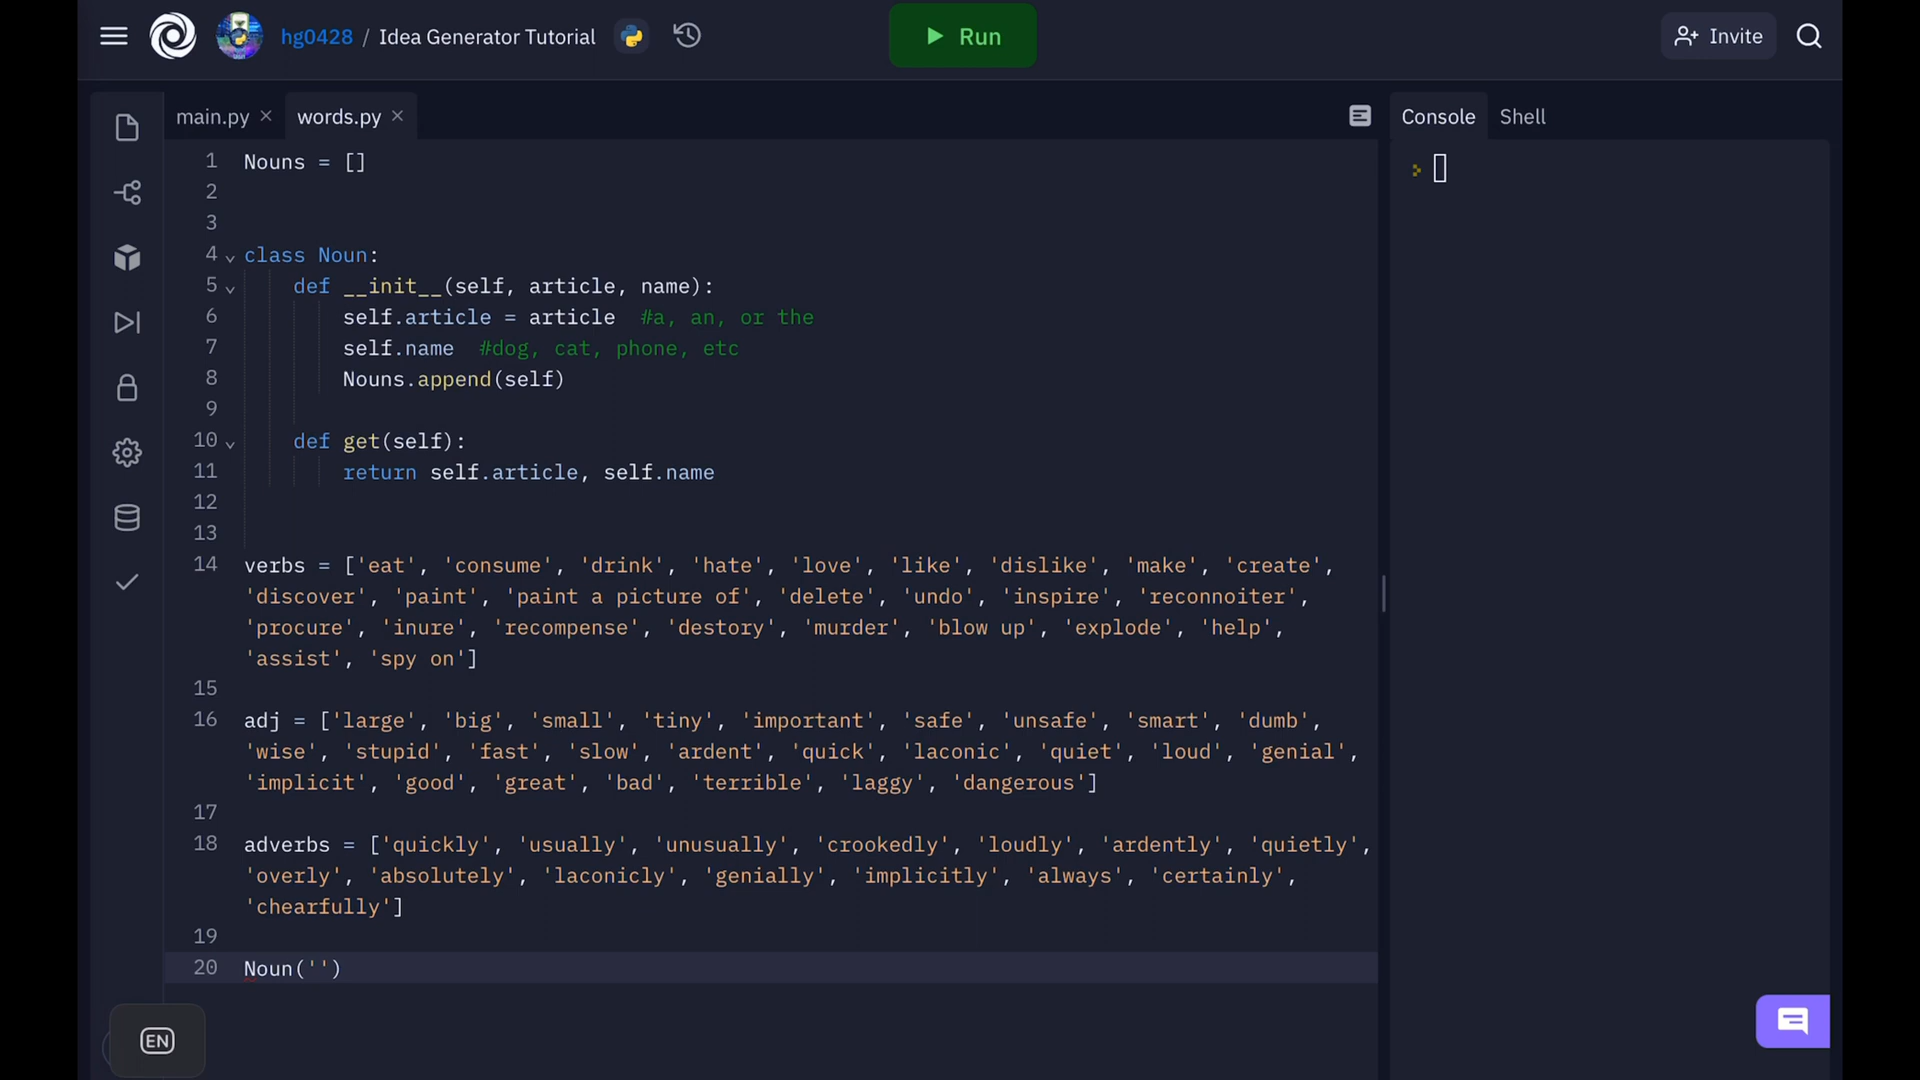 hg0428 / Idea Generator Tutorial
Run
Invite
main.py
words.py
Console
Shell
1 Nouns = []
2
3
4 class Noun:
5 def __init__(self, article, name):
6 self.article = article #a, an, or the
7 self.name #dog, cat, phone, etc
8 Nouns.append(self)
9
10 def get(self):
11 return self.article, self.name
12
13
14 verbs = ['eat', 'consume', 'drink', 'hate', 'love', 'like', 'dislike', 'make', 'create',
'discover', 'paint', 'paint a picture of', 'delete', 'undo', 'inspire', 'reconnoiter',
'procure', 'inure', 'recompense', 'destory', 'murder', 'blow up', 'explode', 'help',
'assist', 'spy on']
15
16 adj = ['large', 'big', 'small', 'tiny', 'important', 'safe', 'unsafe', 'smart', 'dumb',
'wise', 'stupid', 'fast', 'slow', 'ardent', 'quick', 'laconic', 'quiet', 'loud', 'genial',
'implicit', 'good', 'great', 'bad', 'terrible', 'laggy', 'dangerous']
17
18 adverbs = ['quickly', 'usually', 'unusually', 'crookedly', 'loudly', 'ardently', 'quietly',
'overly', 'absolutely', 'laconicly', 'genially', 'implicitly', 'always', 'certainly',
'chearfully']
19
20 Noun('')
EN